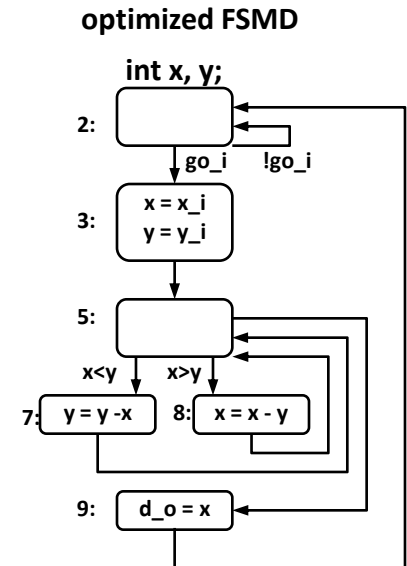 optimized FSMD
int x, y;
2:
go_i
!go_i
3:
x = x_i
y = y_i
5:
x<y
x>y
7:
y = y -x
8:
x = x - y
9:
d_o = x